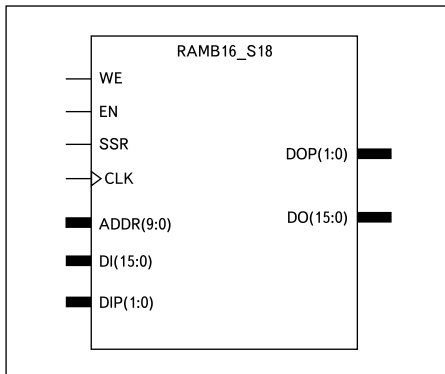 RAMB16_S18
WE
EN
SSR
CLK
DOP(1:0)
ADDR(9:0)
DO(15:0)
DI(15:0)
DIP(1:0)